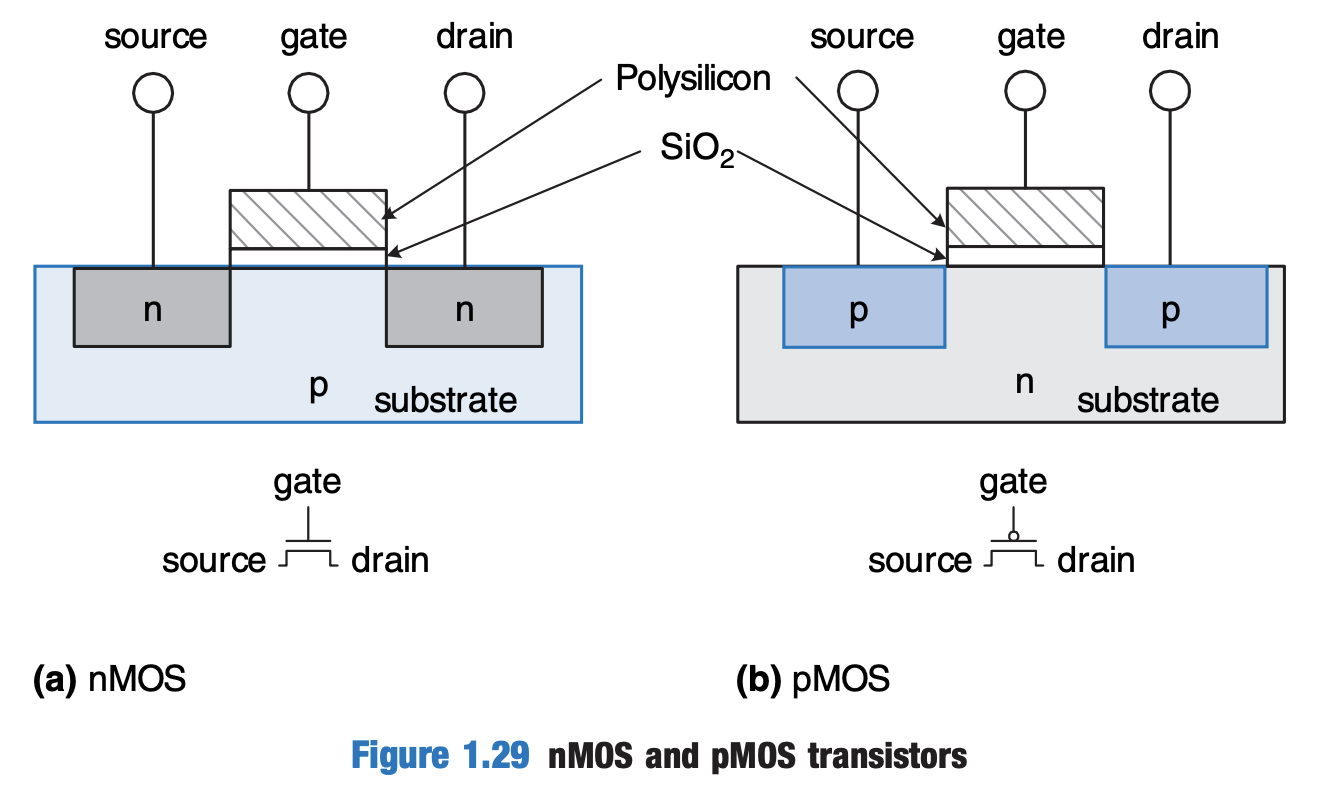 source gate drain
source gate drain
Polysilicon
SiO₂
n n
p
substrate
p p
n
substrate
gate
source drain
gate
source drain
(a) nMOS
(b) pMOS
Figure 1.29 nMOS and pMOS transistors